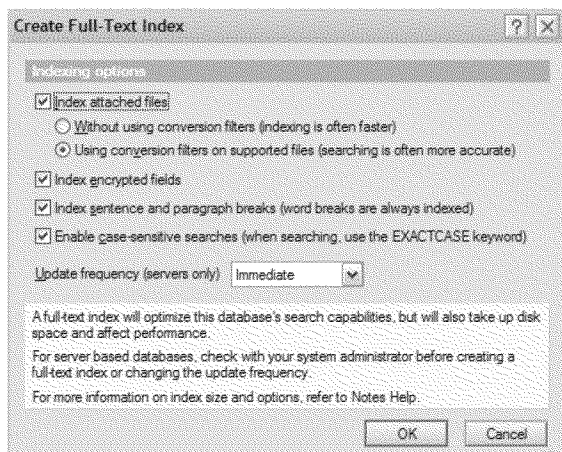 Create Full-Text Index
Indexing options
Index attached files
Without using conversion filters (indexing is often faster)
Using conversion filters on supported files (searching is often more accurate)
Index encrypted fields
Index sentence and paragraph breaks (word breaks are always indexed)
Enable case-sensitive searches (when searching, use the EXACTCASE keyword)
Update frequency (servers only) Immediate
A full-text index will optimize this database's search capabilities, but will also take up disk
space and affect performance.
For server based databases, check with your system administrator before creating a
full-text index or changing the update frequency.
For more information on index size and options, refer to Notes Help.
OK Cancel